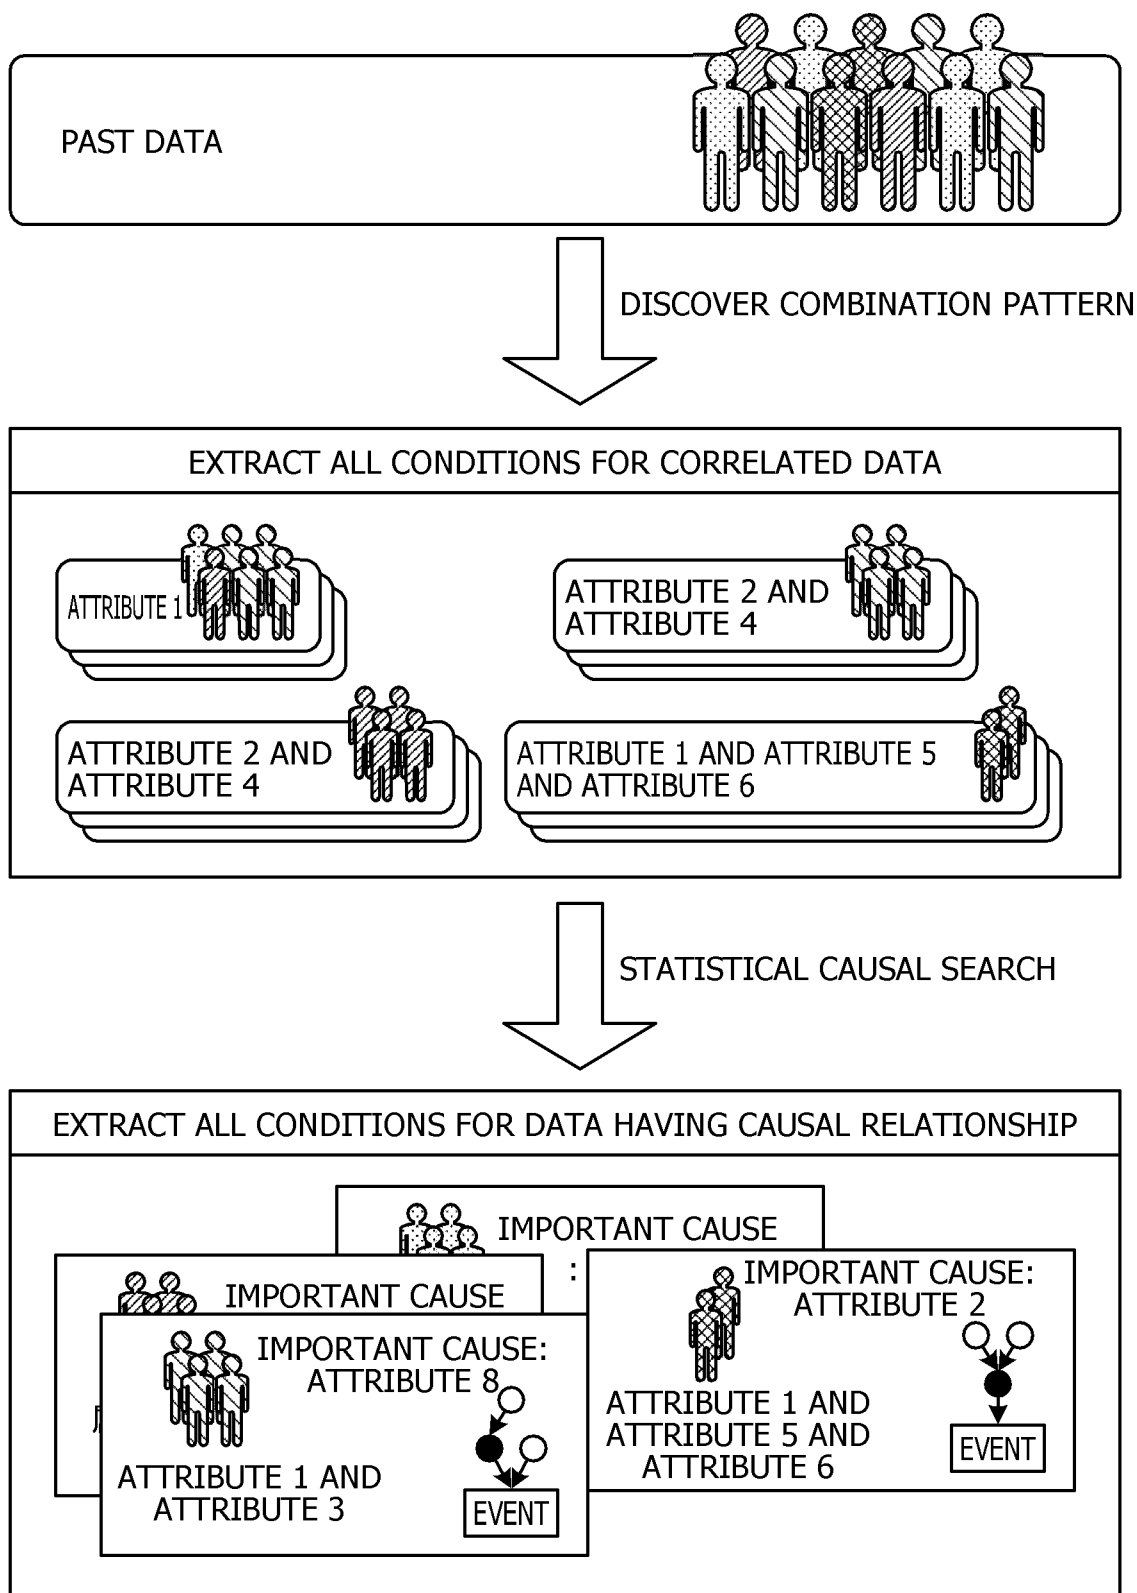 PAST DATA
DISCOVER COMBINATION PATTERN
EXTRACT ALL CONDITIONS FOR CORRELATED DATA
ATTRIBUTE 1
ATTRIBUTE 2 AND
ATTRIBUTE 4
ATTRIBUTE 2 AND
ATTRIBUTE 4
ATTRIBUTE 1 AND ATTRIBUTE 5
AND ATTRIBUTE 6
STATISTICAL CAUSAL SEARCH
EXTRACT ALL CONDITIONS FOR DATA HAVING CAUSAL RELATIONSHIP
IMPORTANT CAUSE
:
IMPORTANT CAUSE
IMPORTANT CAUSE:
ATTRIBUTE 8
ATTRIBUTE 1 AND
ATTRIBUTE 3
EVENT
IMPORTANT CAUSE:
ATTRIBUTE 2
ATTRIBUTE 1 AND
ATTRIBUTE 5 AND
ATTRIBUTE 6
EVENT